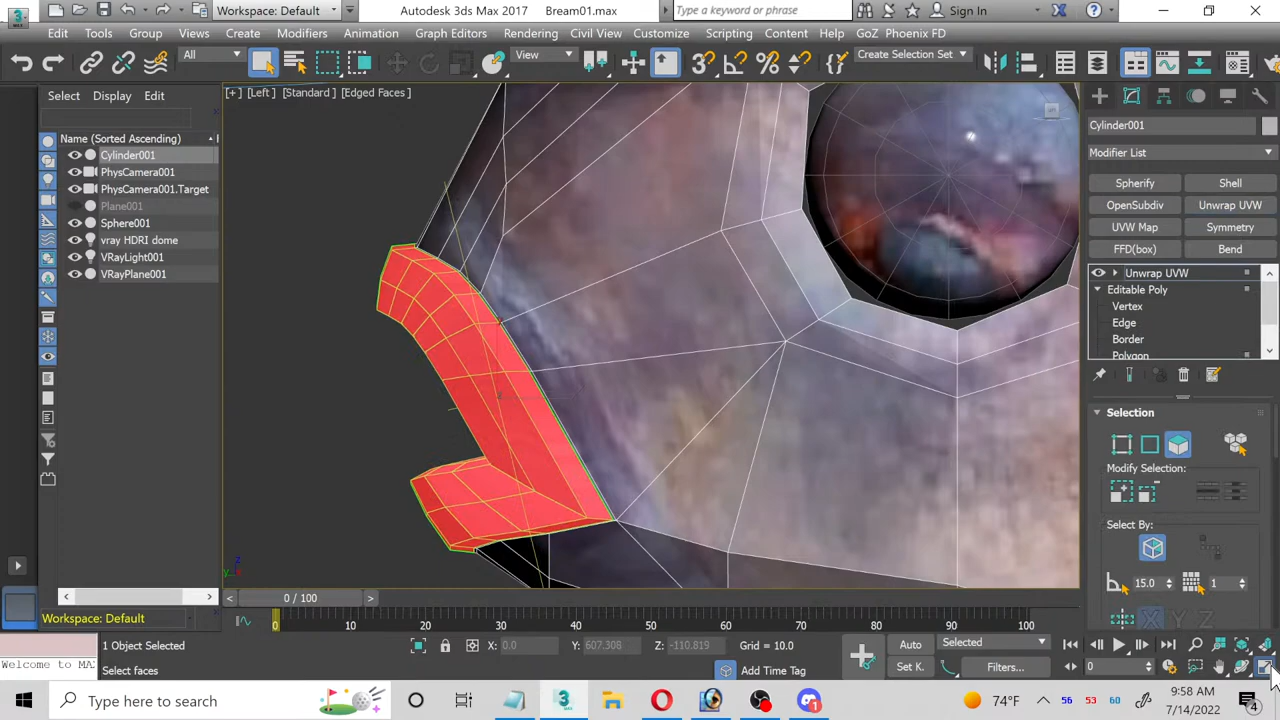 Workspace: Default
Autodesk 3ds Max 2017 Bream01.max
Type a keyword or phrase
Sign In
Edit Tools Group Views Create Modifiers Animation Graph Editors Rendering Civil View Customize Scripting Content Help GoZ Phoenix FD
All
View
Create Selection Set
Select Display Edit
[+] [Left] [Standard] [Edged Faces]
Name (Sorted Ascending)
Cylinder001
PhysCamera001
PhysCamera001.Target
Plane001
Sphere001
vray HDRI dome
VRayLight001
VRayPlane001
Cylinder001
Modifier List
Spherify Shell
OpenSubdiv Unwrap UVW
UVW Map Symmetry
FFD(box) Bend
Unwrap UVW
Editable Poly
Vertex
Edge
Border
Polygon
Selection
Modify Selection:
Select By:
15.0 1
X Y Z
Workspace: Default
0 / 100
0 10 20 30 40 50 60 70 80 90 100
1 Object Selected
X: 0.0 Y: 607.308 Z: -110.819 Grid = 10.0
Auto Selected
Welcome to MA
Select faces
Add Time Tag
Set K. Filters... 0
Type here to search
74°F 56 53 60
9:58 AM
7/14/2022
1
4